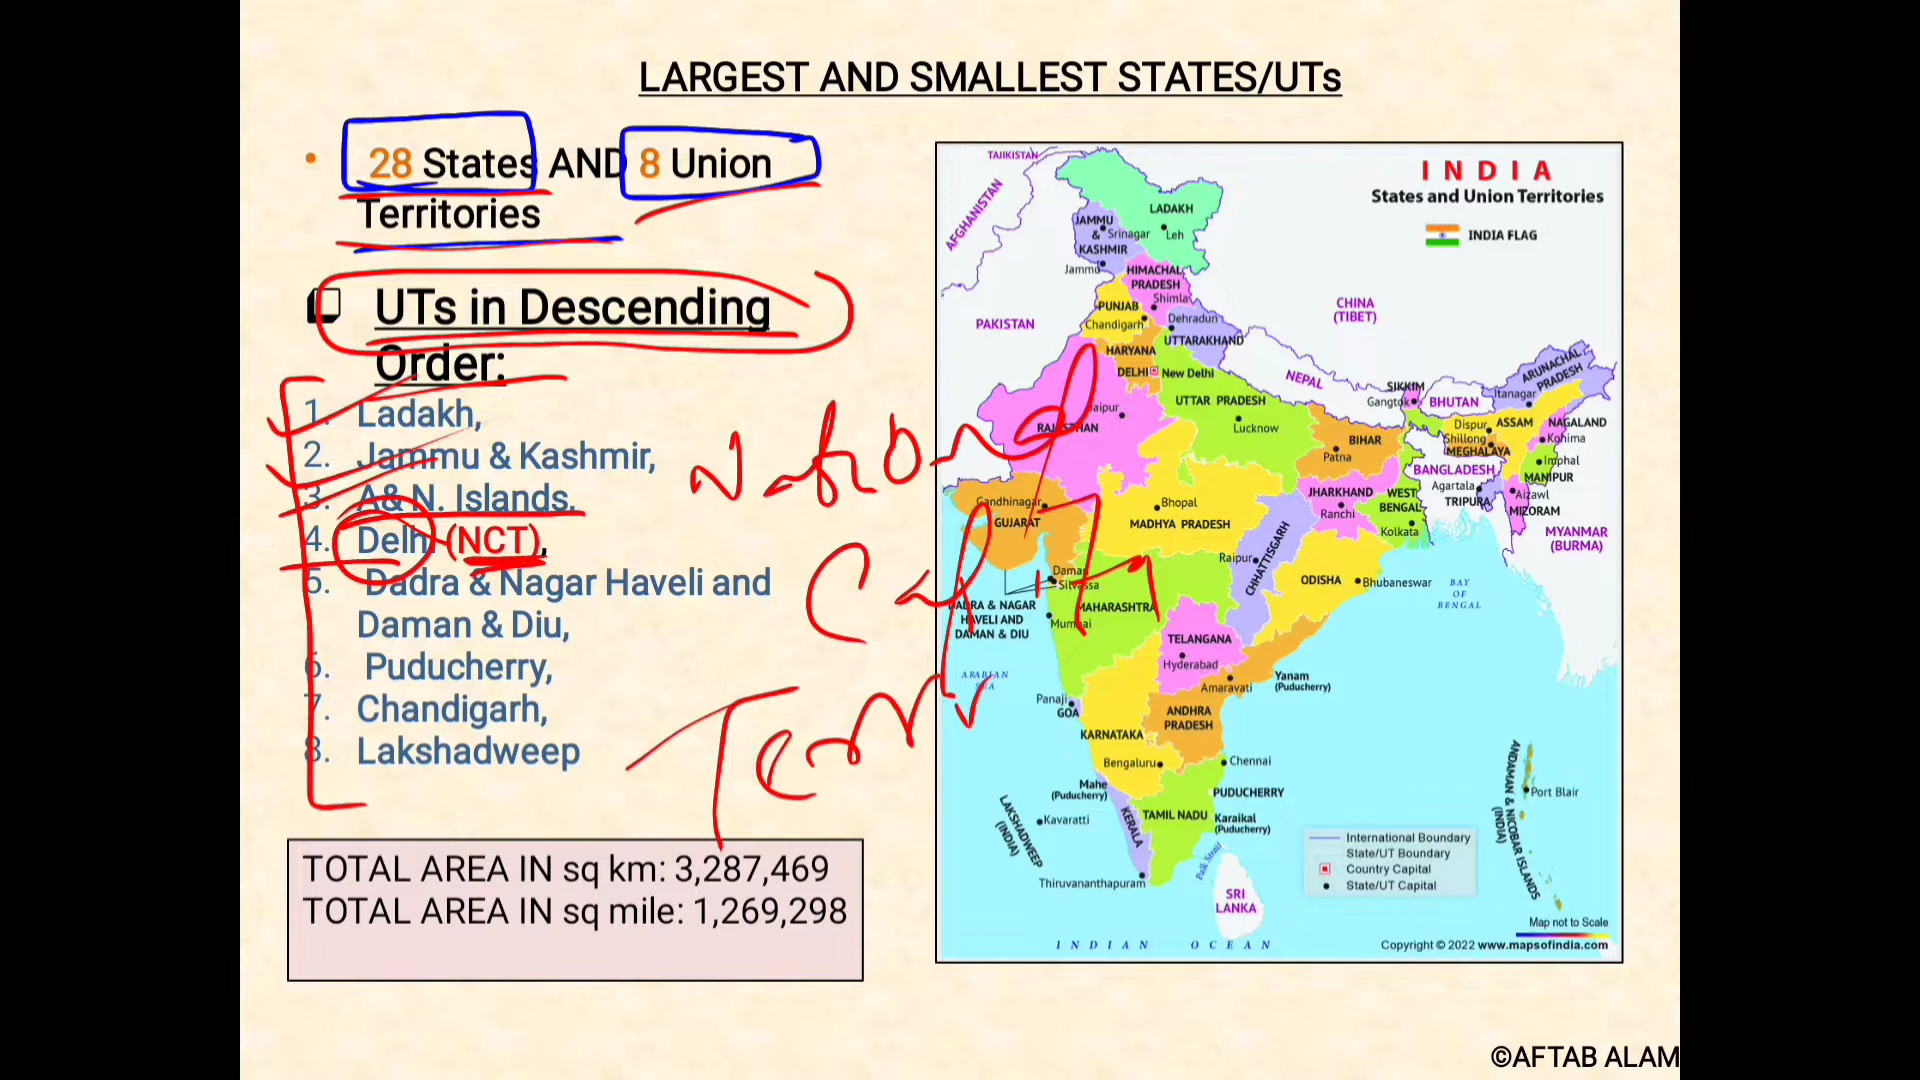 LARGEST AND SMALLEST STATES/UTs
• 28 States AND 8 Union
Territories
❑ UTs in Descending
Order:
1. Ladakh,
2. Jammu & Kashmir,
3. A& N. Islands,
4. Delhi (NCT),
5. Dadra & Nagar Haveli and
Daman & Diu,
6. Puducherry,
7. Chandigarh,
8. Lakshadweep
National
Capital
TOTAL AREA IN sq km: 3,287,469
TOTAL AREA IN sq mile: 1,269,298
INDIA
States and Union Territories
INDIA FLAG
TAJIKISTAN
AFGHANISTAN
PAKISTAN
CHINA
(TIBET)
NEPAL
BHUTAN
BANGLADESH
MYANMAR
(BURMA)
SRI
LANKA
LADAKH
Leh
JAMMU
&
KASHMIR
Srinagar
Jammu
HIMACHAL
PRADESH
Shimla
PUNJAB
Chandigarh
Dehradun
UTTARAKHAND
HARYANA
DELHI
New Delhi
RAJASTHAN
Jaipur
UTTAR PRADESH
Lucknow
BIHAR
Patna
SIKKIM
Gangtok
ARUNACHAL
PRADESH
Itanagar
ASSAM
Dispur
NAGALAND
Kohima
Shillong
MEGHALAYA
Imphal
MANIPUR
Agartala
TRIPURA
Aizawl
MIZORAM
JHARKHAND
Ranchi
WEST
BENGAL
Kolkata
Gandhinagar
GUJARAT
Bhopal
MADHYA PRADESH
Raipur
CHHATTISGARH
ODISHA
Bhubaneswar
Daman
Silvassa
DADRA & NAGAR
HAVELI AND
DAMAN & DIU
MAHARASHTRA
Mumbai
TELANGANA
Hyderabad
Amaravati
ANDHRA
PRADESH
Yanam
(Puducherry)
Panaji
GOA
KARNATAKA
Bengaluru
Chennai
Mahe
(Puducherry)
PUDUCHERRY
KERALA
TAMIL NADU
Karaikal
(Puducherry)
Thiruvananthapuram
LAKSHADWEEP
(INDIA)
Kavaratti
ANDAMAN & NICOBAR ISLANDS
(INDIA)
Port Blair
ARABIAN
SEA
BAY
OF
BENGAL
Palk Strait
INDIAN OCEAN
International Boundary
State/UT Boundary
Country Capital
State/UT Capital
Map not to Scale
Copyright © 2022 www.mapsofindia.com
©AFTAB ALAM